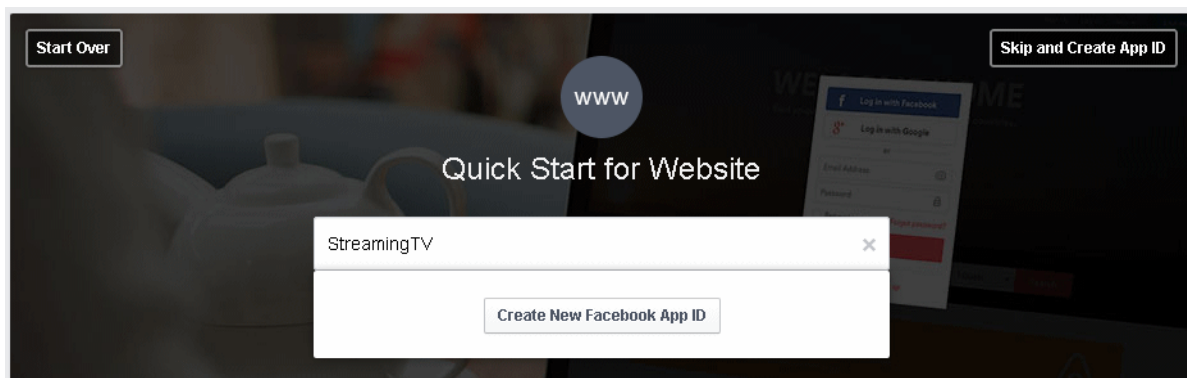 Start Over
Skip and Create App ID
www
Quick Start for Website
StreamingTV
Create New Facebook App ID
Log in with Facebook
Log in with Google
Email Address
Password